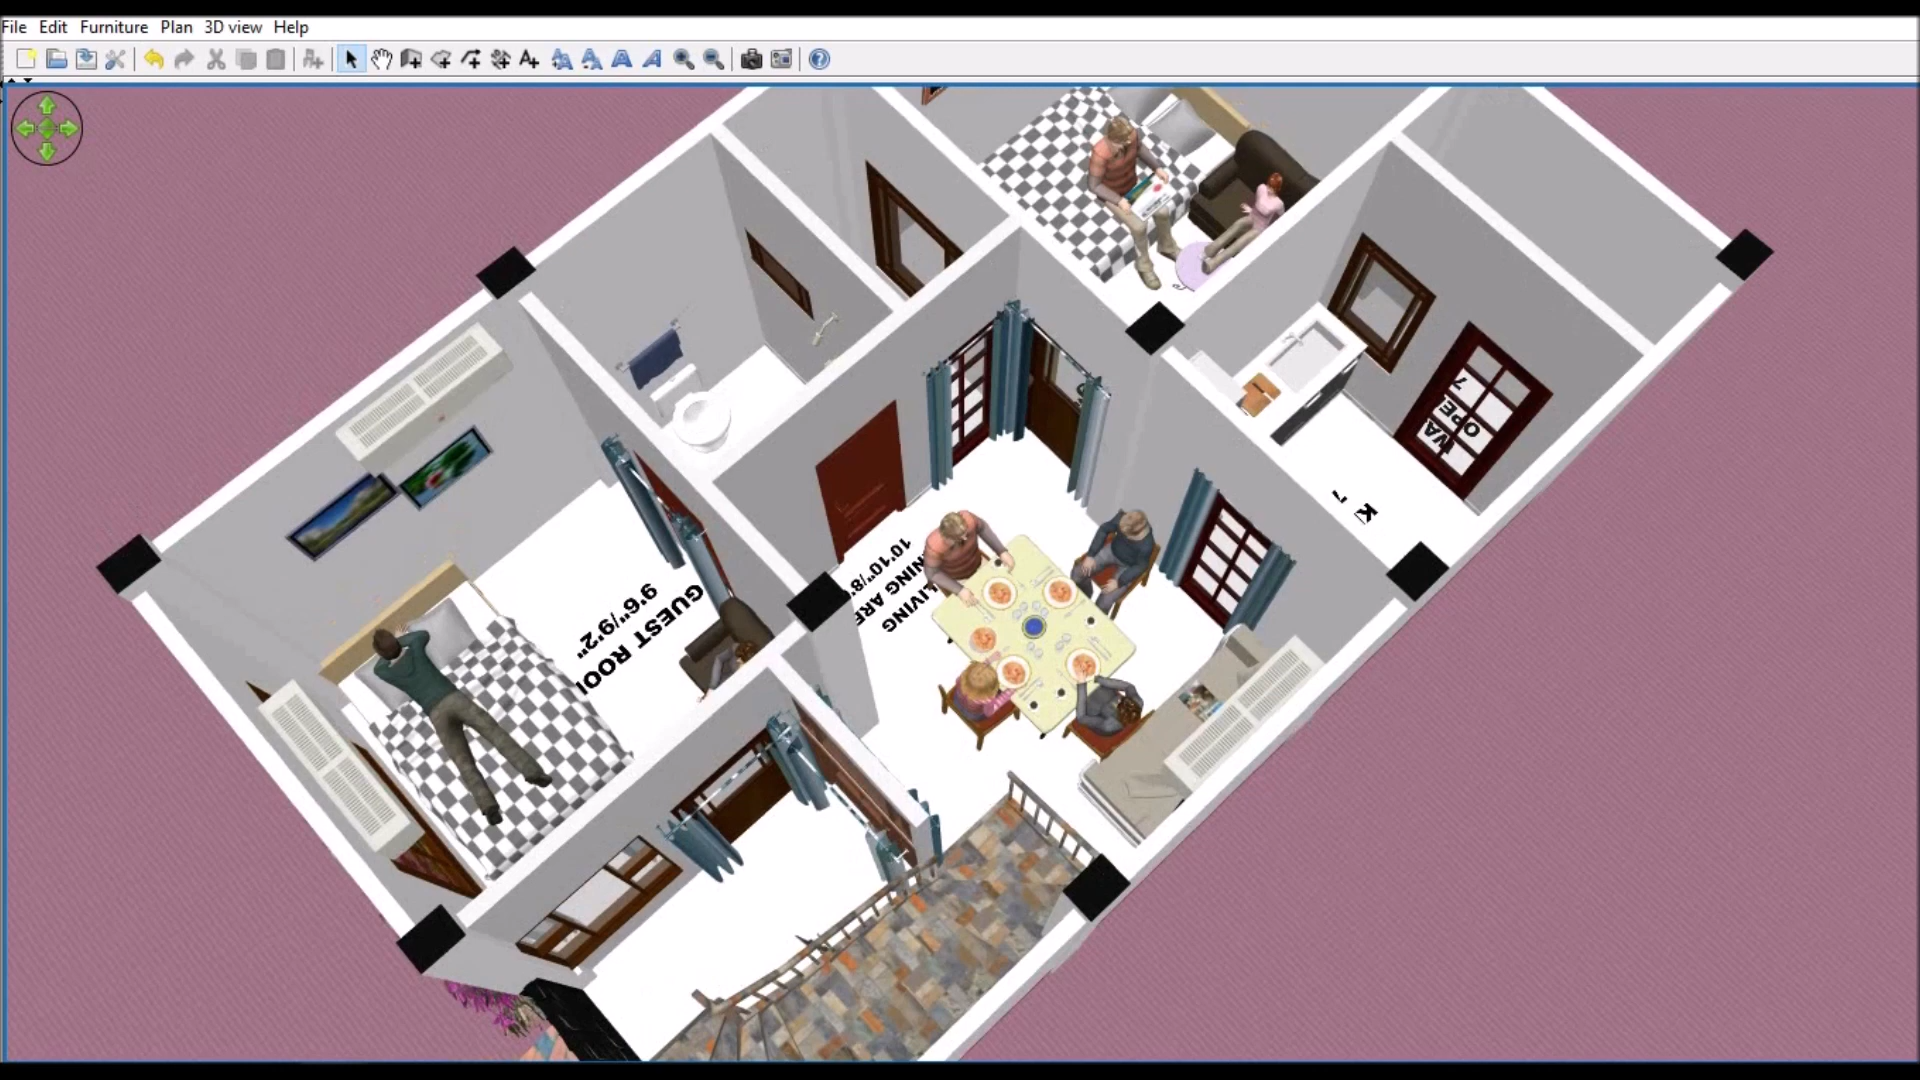 File Edit Furniture Plan 3D view Help
GUEST ROO
9'6"/9'2"
LIVING
NING ARE
10'10"/8'
OPE